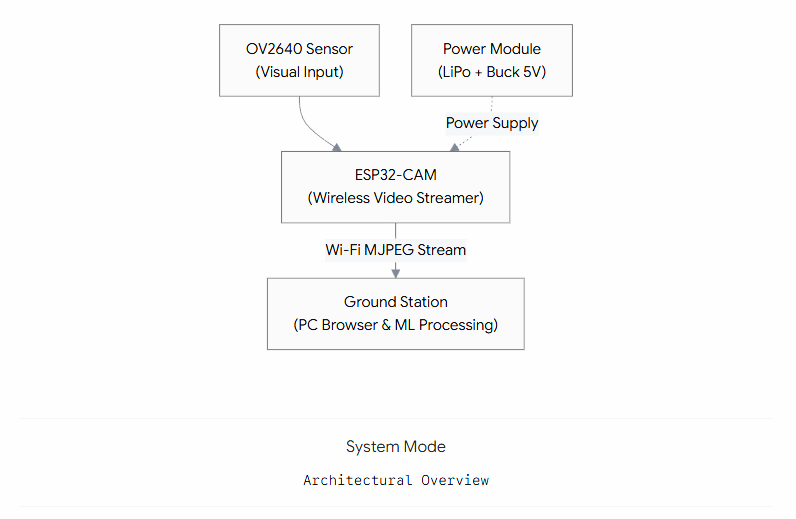 OV2640 Sensor
(Visual Input)
Power Module
(LiPo + Buck 5V)
Power Supply
ESP32-CAM
(Wireless Video Streamer)
Wi-Fi MJPEG Stream
Ground Station
(PC Browser & ML Processing)
System Mode
Architectural Overview